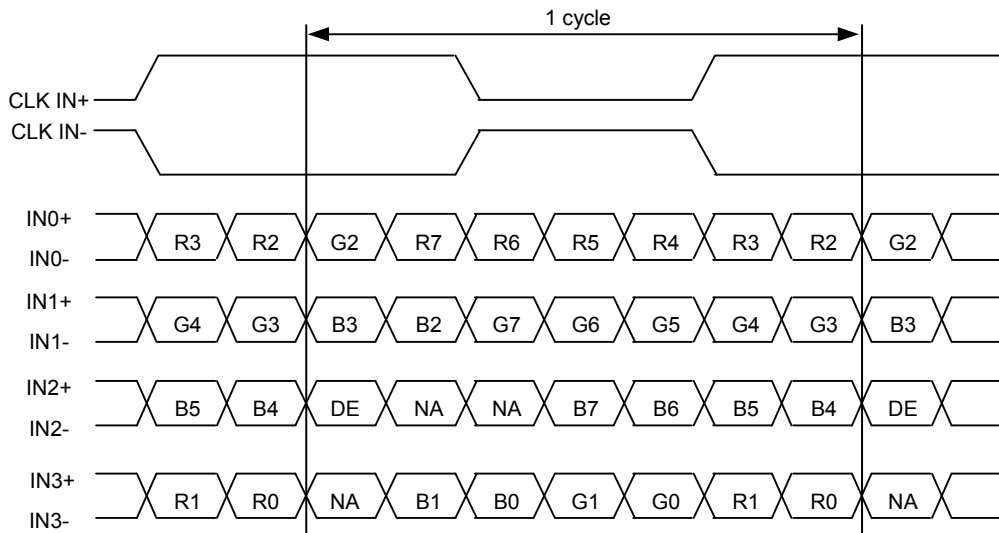 1 cycle
CLK IN+
CLK IN-
IN0+
R3 R2 G2 R7 R6 R5 R4 R3 R2 G2
IN0-
IN1+
G4 G3 B3 B2 G7 G6 G5 G4 G3 B3
IN1-
IN2+
B5 B4 DE NA NA B7 B6 B5 B4 DE
IN2-
IN3+
R1 R0 NA B1 B0 G1 G0 R1 R0 NA
IN3-